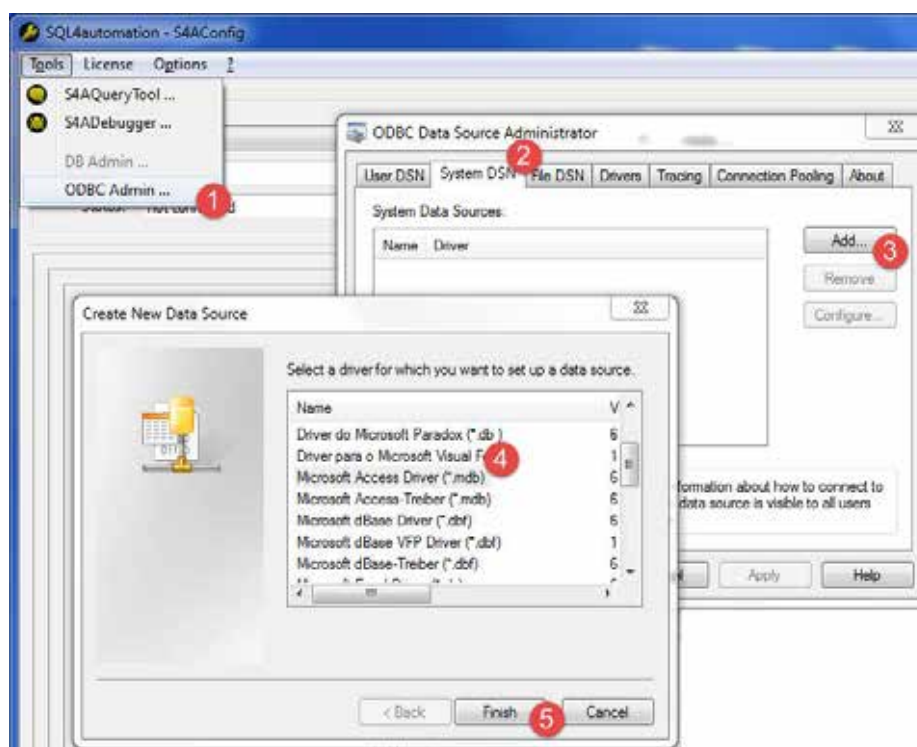 SQL4automation - S4AConfig
Tools License Options ?
S4AQueryTool ...
S4ADebugger ...
DB Admin ...
ODBC Admin ...
1
ODBC Data Source Administrator
2
User DSN System DSN File DSN Drivers Tracing Connection Pooling About
System Data Sources:
Name Driver
Add...
3
Remove
Configure...
Create New Data Source
Select a driver for which you want to set up a data source.
Name V
Driver do Microsoft Paradox (*.db ) 6
Driver para o Microsoft Visual F 1
4
Microsoft Access Driver (*.mdb) 6
Microsoft Access-Treiber (*.mdb) 6
Microsoft dBase Driver (*.dbf) 6
Microsoft dBase VFP Driver (*.dbf) 1
Microsoft dBase-Treiber (*.dbf) 6
formation about how to connect to
data source is visible to all users
Apply Help
< Back Finish 5 Cancel